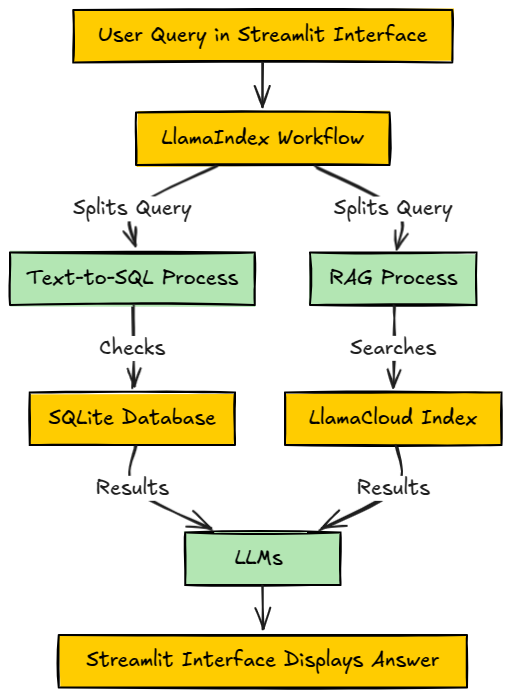 User Query in Streamlit Interface
LlamaIndex Workflow
Splits Query
Splits Query
Text-to-SQL Process
RAG Process
Checks
Searches
SQLite Database
LlamaCloud Index
Results
Results
LLMs
Streamlit Interface Displays Answer